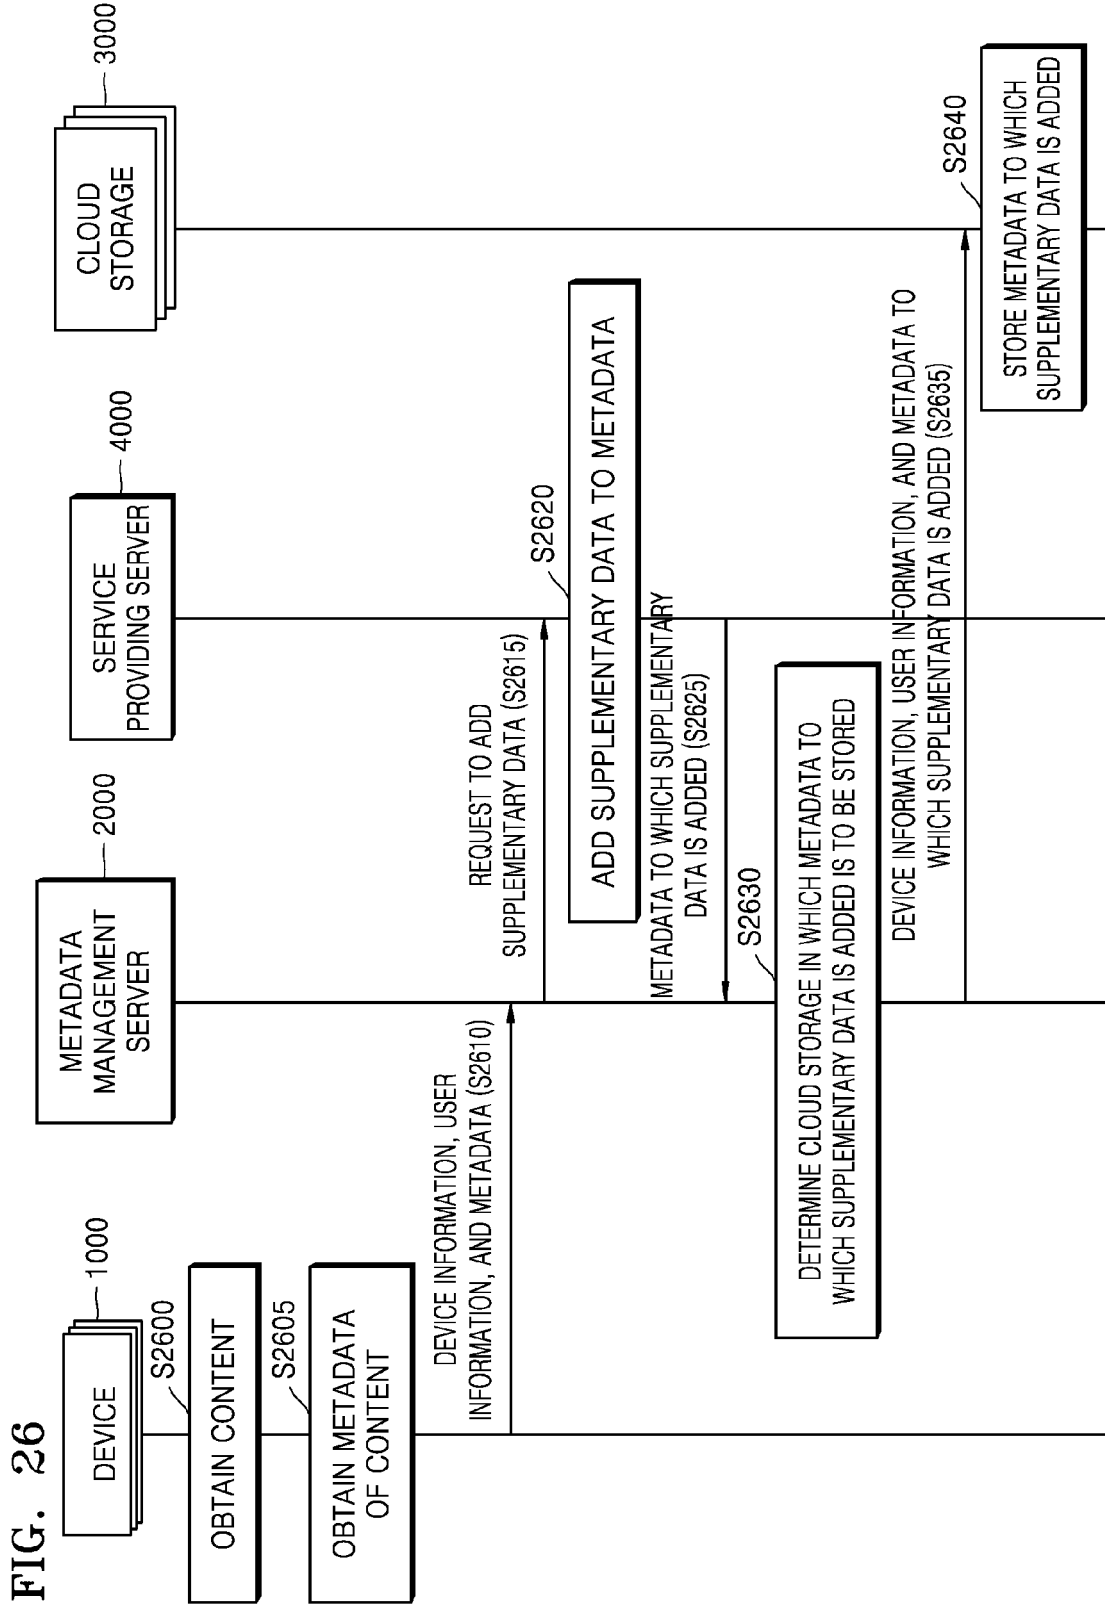 FIG. 26
DEVICE
1000
METADADA
MANAGEMENT
SERVER
2000
SERVICE
PROVIDING SERVER
4000
CLOUD
STORAGE
3000
S2600
OBTAIN CONTENT
S2605
OBTAIN METADATA
OF CONTENT
DEVICE INFORMATION, USER
INFORMATION, AND METADATA (S2610)
REQUEST TO ADD
SUPPLEMENTARY DATA (S2615)
S2620
ADD SUPPLEMENTARY DATA TO METADATA
METADATA TO WHICH SUPPLEMENTARY
DATA IS ADDED (S2625)
S2630
DETERMINE CLOUD STORAGE IN WHICH METADATA TO
WHICH SUPPLEMENTARY DATA IS ADDED IS TO BE STORED
DEVICE INFORMATION, USER INFORMATION, AND METADATA TO
WHICH SUPPLEMENTARY DATA IS ADDED (S2635)
S2640
STORE METADATA TO WHICH
SUPPLEMENTARY DATA IS ADDED